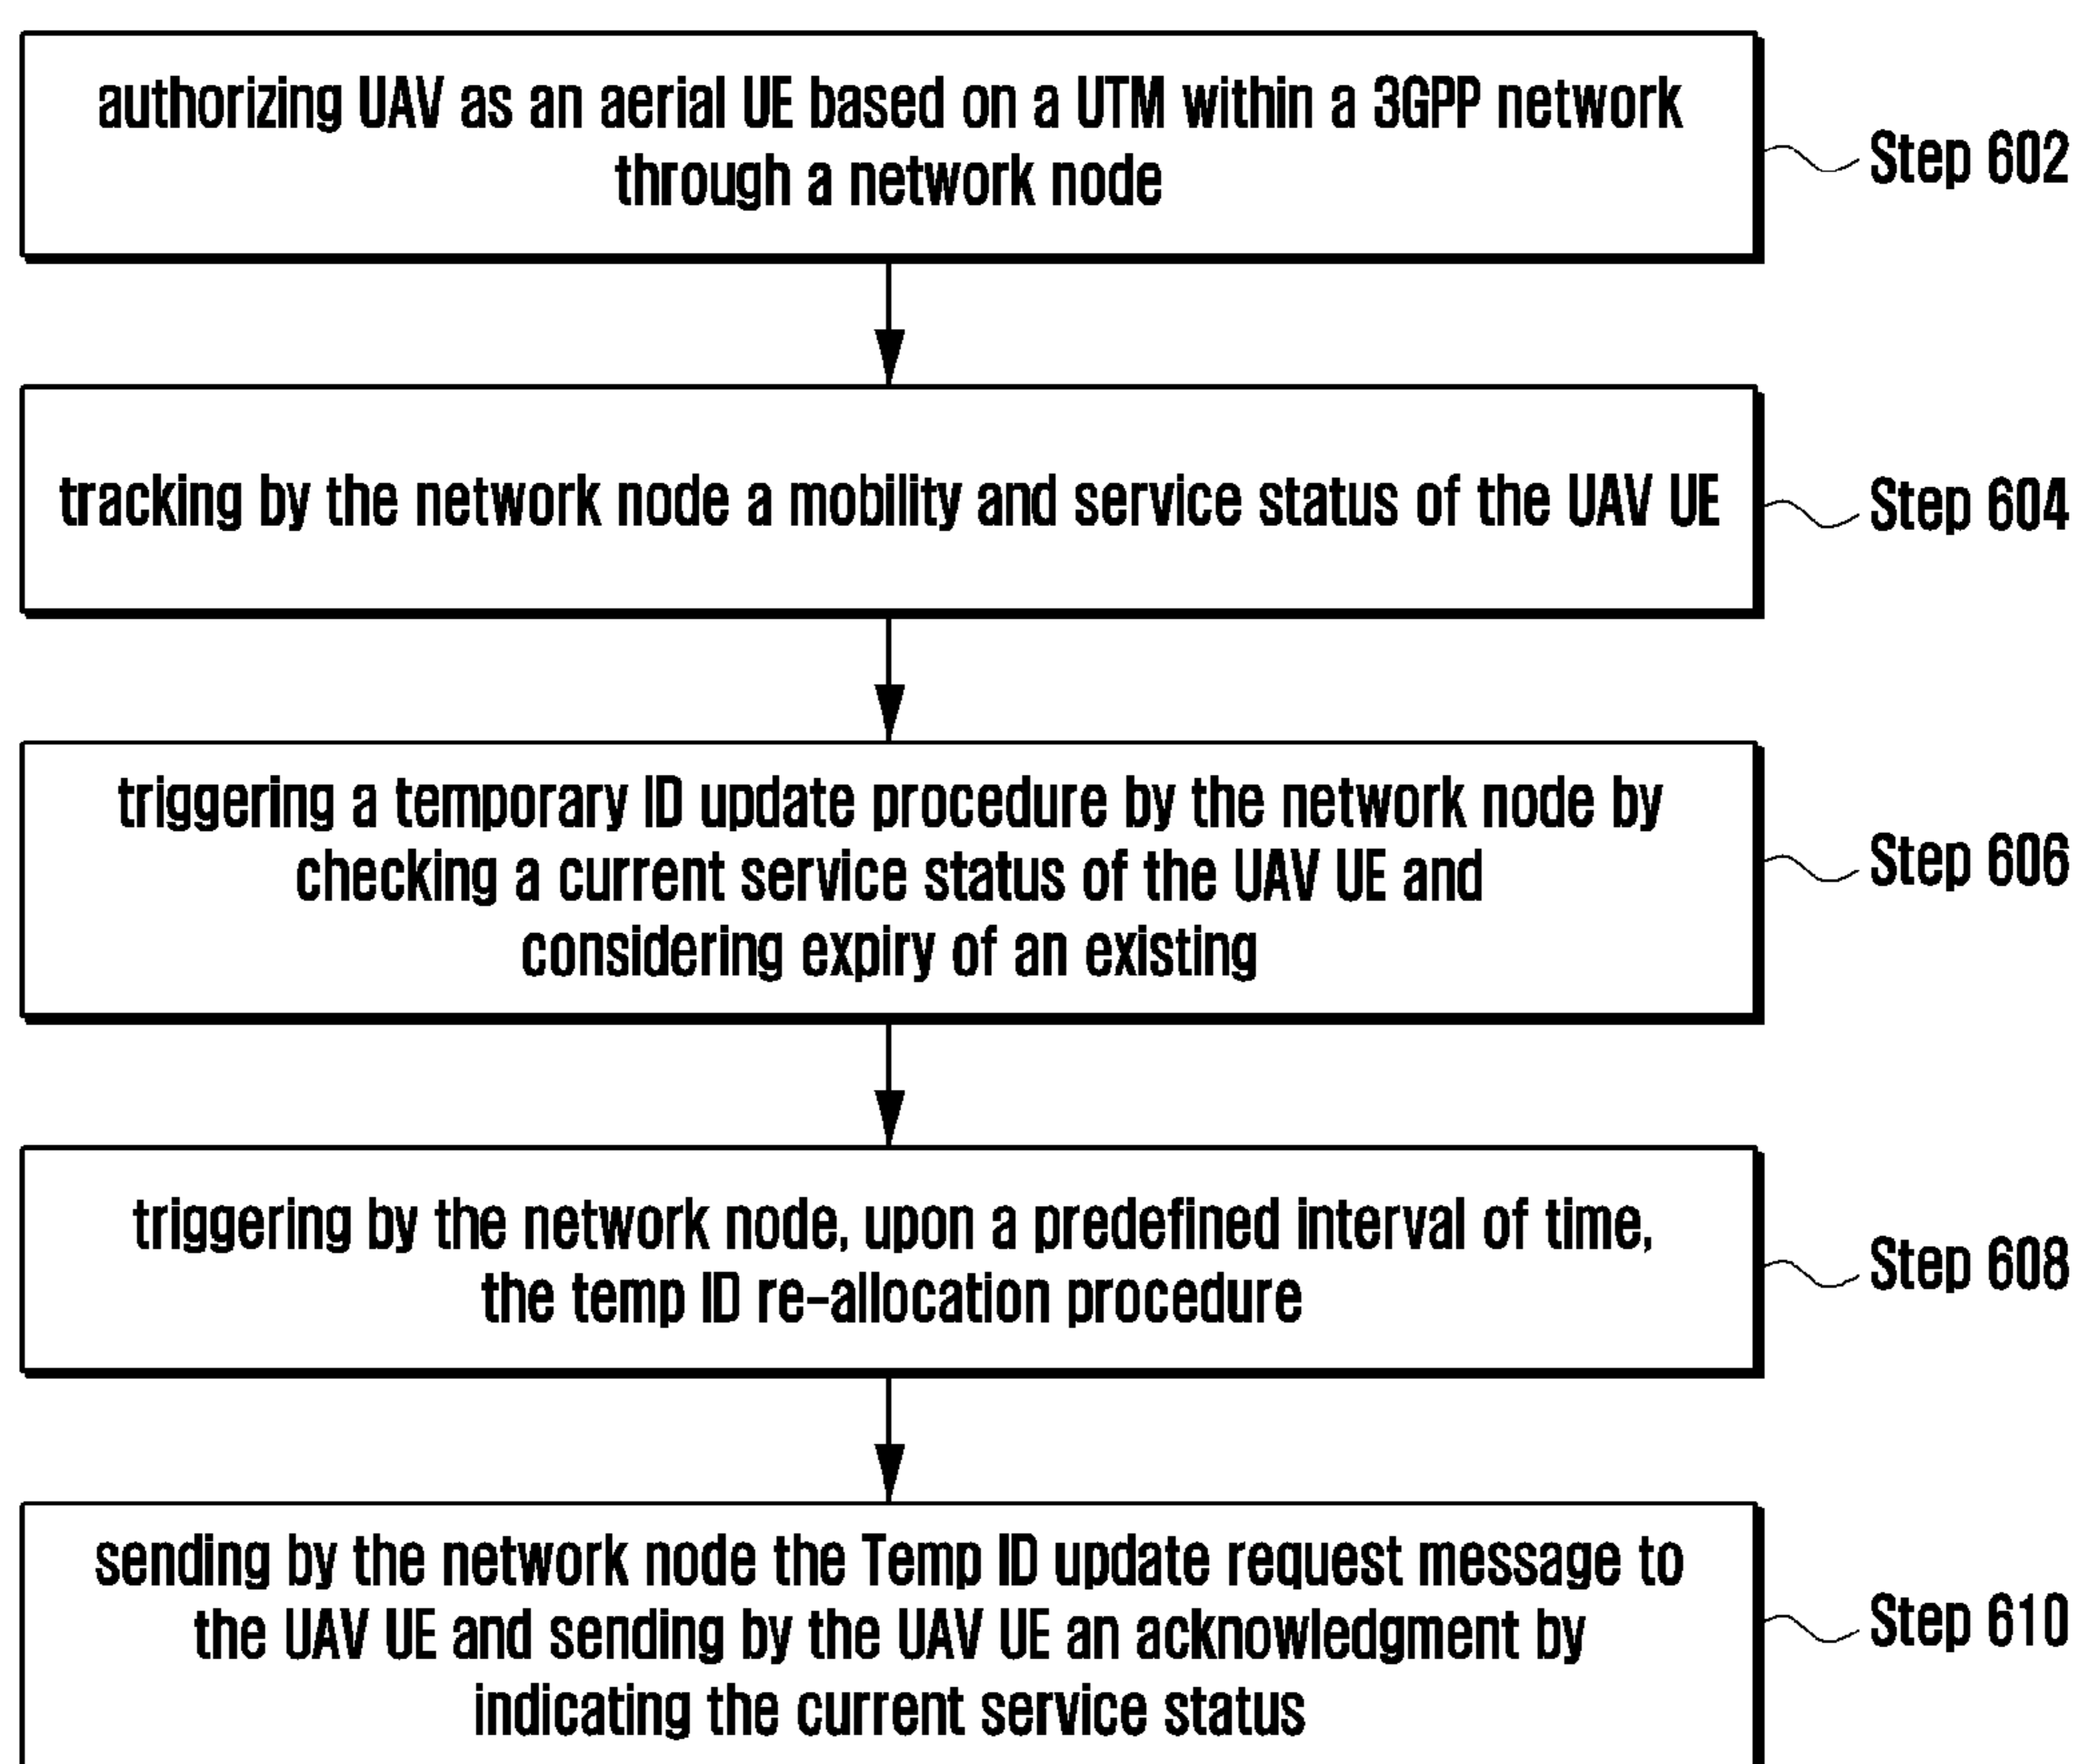 authorizing UAV as an aerial UE based on a UTM within a 3GPP network
through a network node
Step 602
tracking by the network node a mobility and service status of the UAV UE
Step 604
triggering a temporary ID update procedure by the network node by
checking a current service status of the UAV UE and
considering expiry of an existing
Step 606
triggering by the network node, upon a predefined interval of time,
the temp ID re-allocation procedure
Step 608
sending by the network node the Temp ID update request message to
the UAV UE and sending by the UAV UE an acknowledgment by
indicating the current service status
Step 610